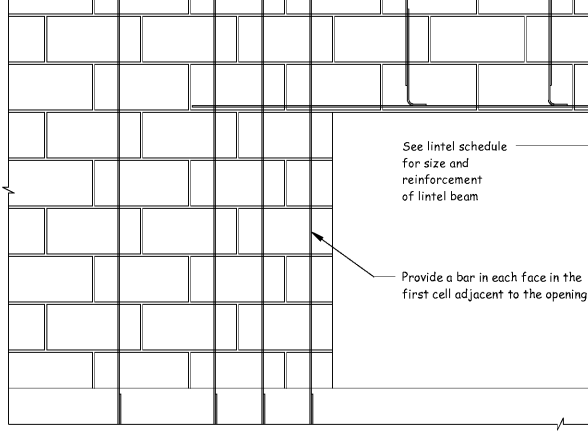 See lintel schedule
for size and
reinforcement
of lintel beam
Provide a bar in each face in the
first cell adjacent to the opening